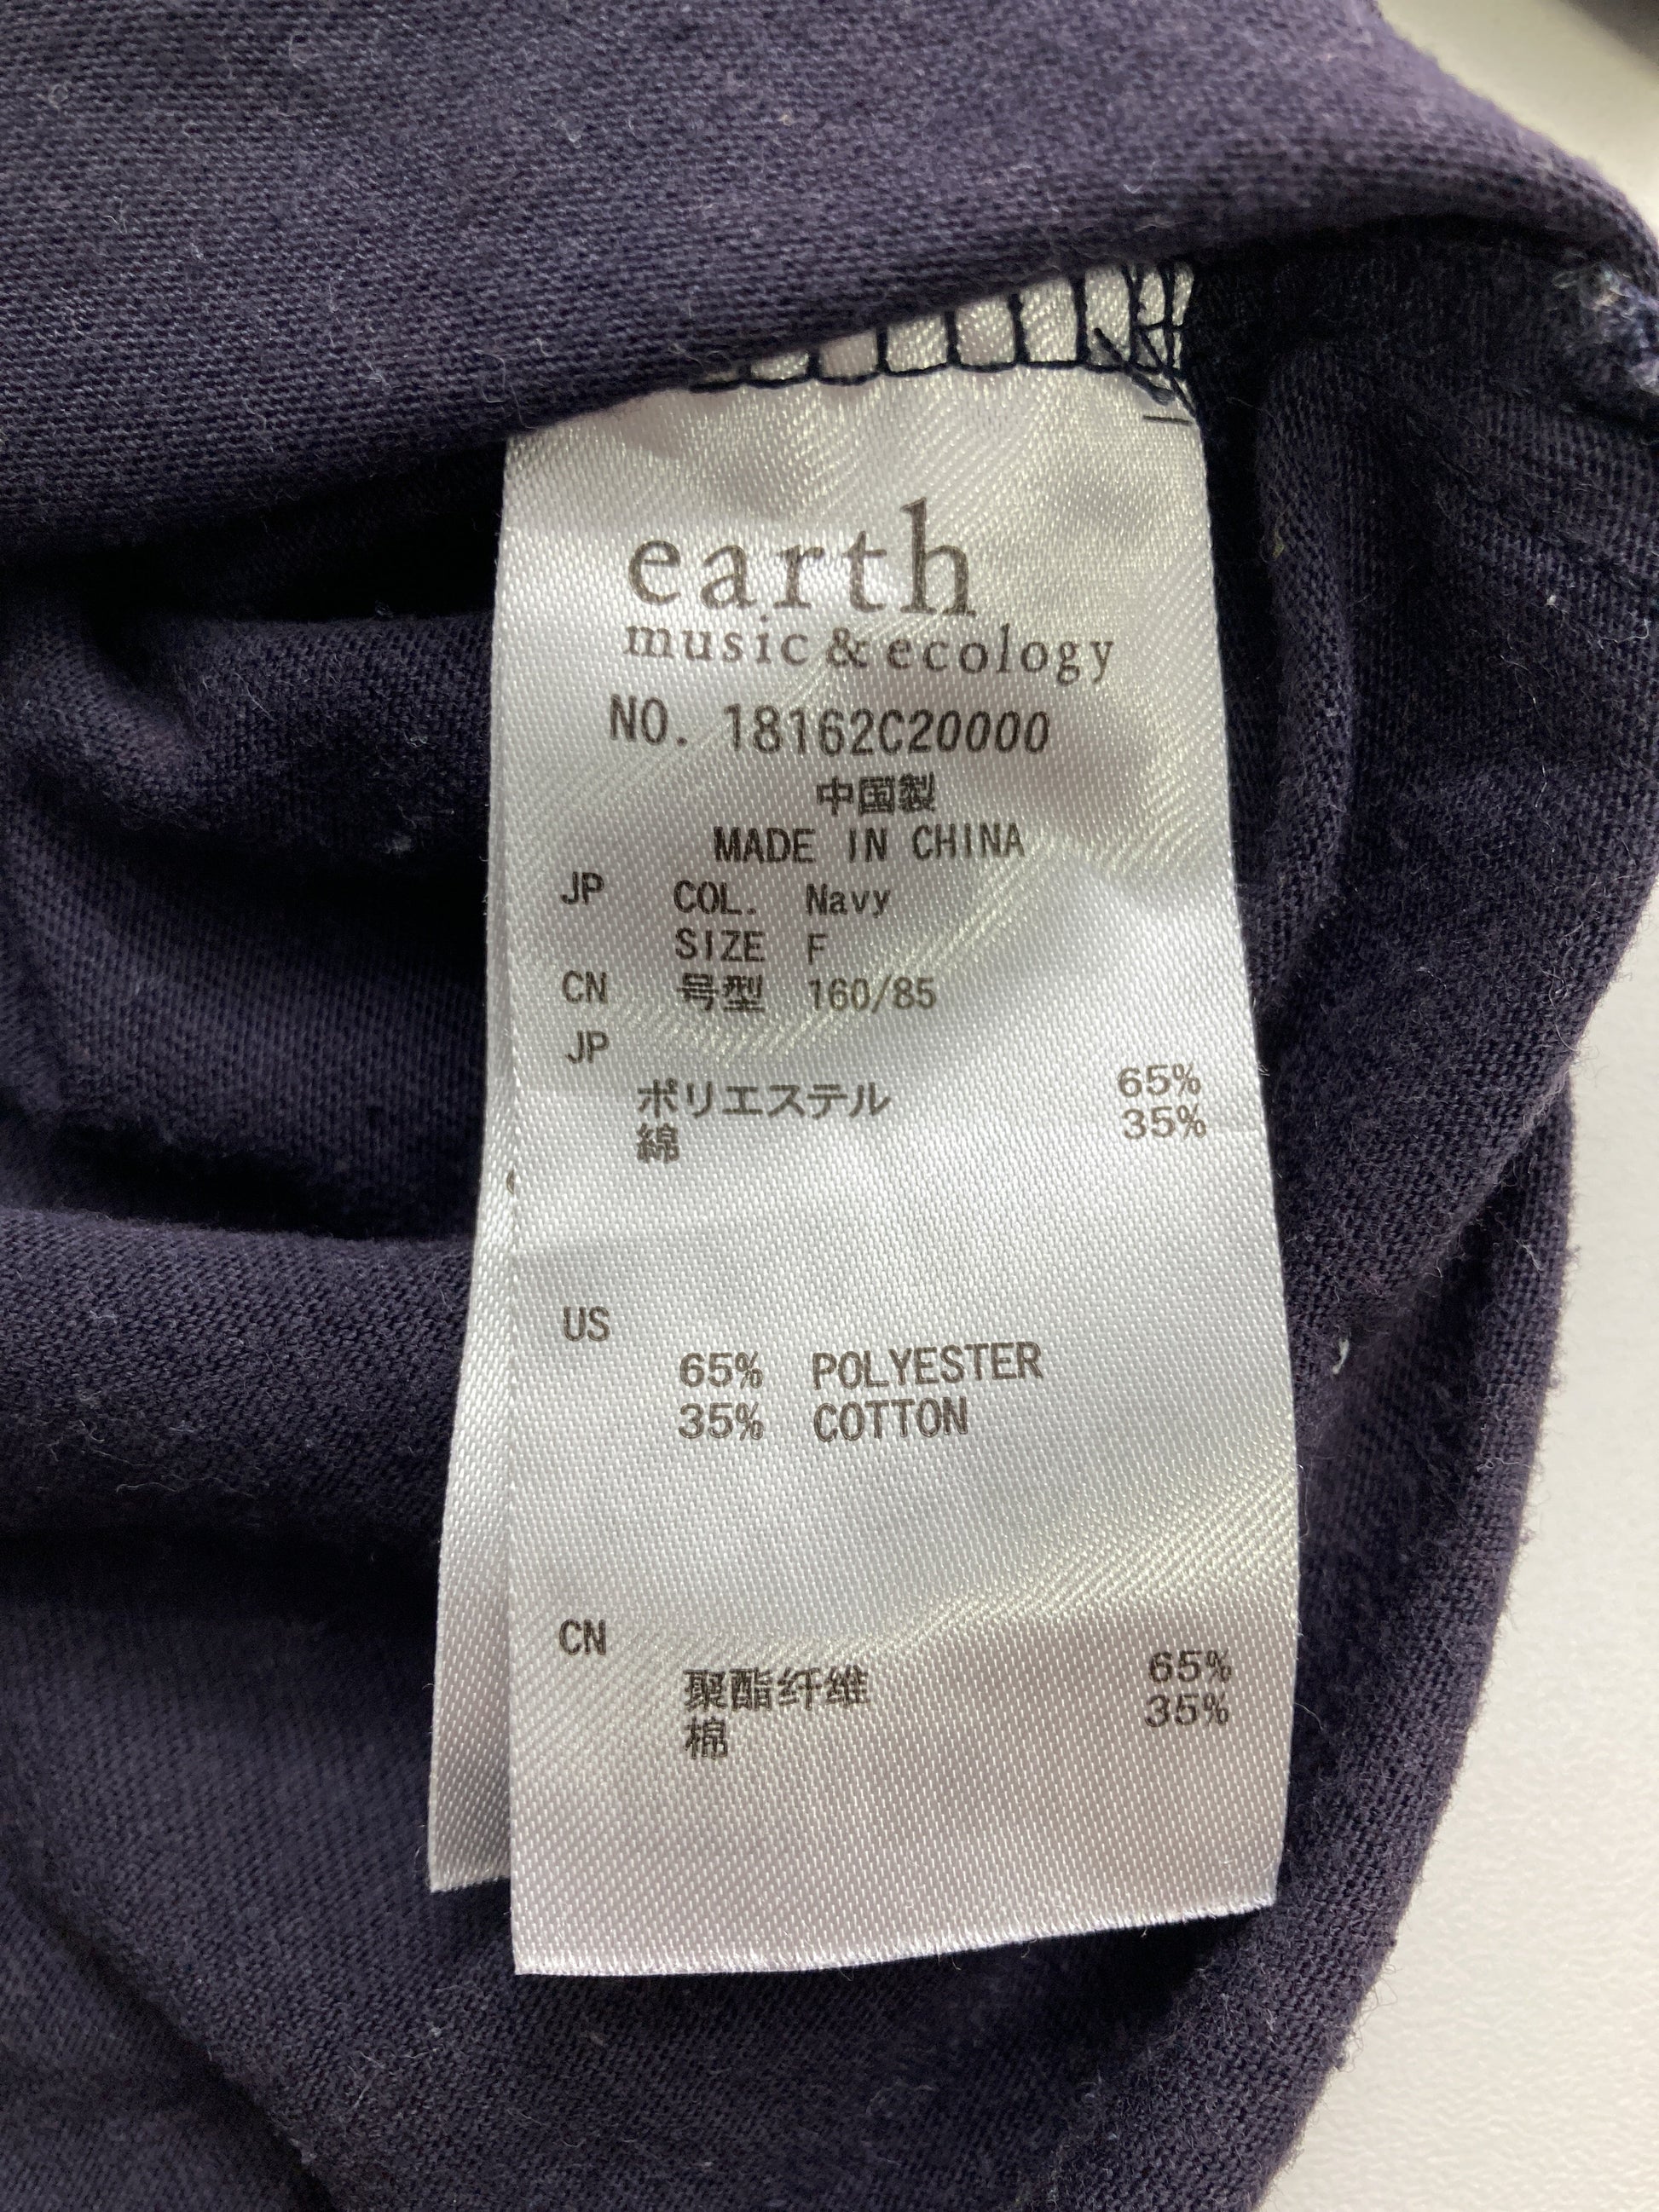 earth
music & ecology
NO. 18162C20000
中国製
MADE IN CHINA
JP COL. Navy
SIZE F
CN 号型 160/85
JP
ポリエステル 65%
綿 35%
US
65% POLYESTER
35% COTTON
CN
聚酯纤维 65%
棉 35%